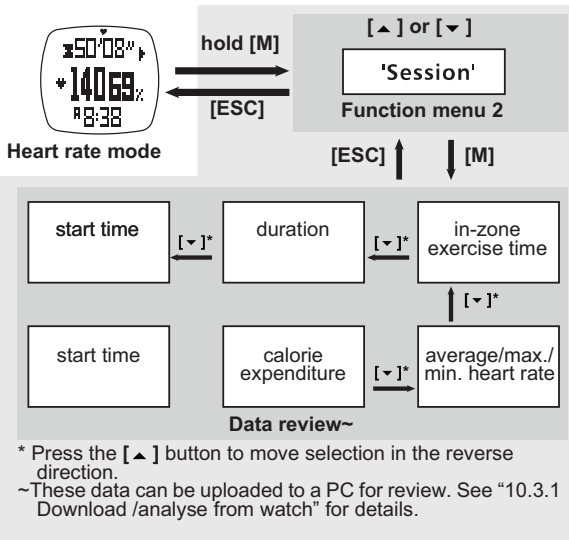 hold [M]
[ESC]
50'08"
140 69%
A 8:38
Heart rate mode
[▲] or [▼]
'Session'
Function menu 2
[ESC]
[M]
start time
[▼]*
duration
[▼]*
in-zone
exercise time
[▼]*
start time
calorie
expenditure
[▼]*
average/max./
min. heart rate
Data review~
* Press the [▲] button to move selection in the reverse
direction.
~These data can be uploaded to a PC for review. See “10.3.1
Download /analyse from watch” for details.